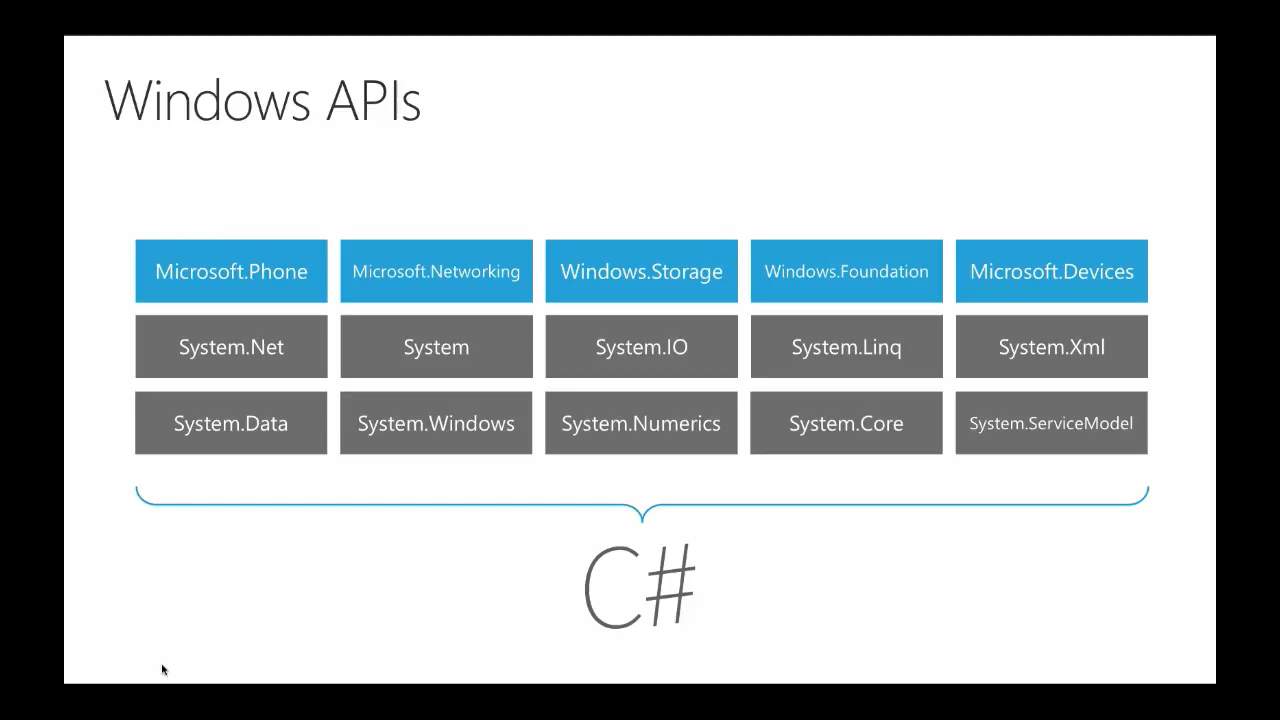 Windows APIs
Microsoft.Phone Microsoft.Networking Windows.Storage Windows.Foundation Microsoft.Devices
System.Net System System.IO System.Linq System.Xml
System.Data System.Windows System.Numerics System.Core System.ServiceModel
C#